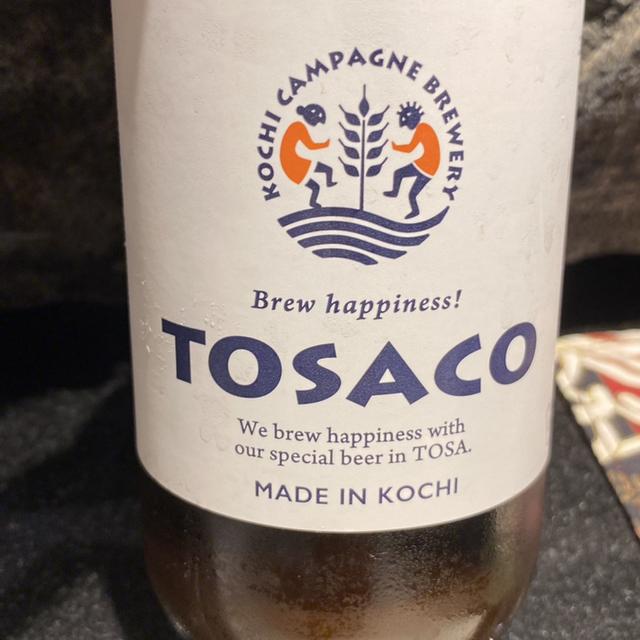 KOCHI CAMPAGNE BREWERY
Brew happiness!
TOSACO
We brew happiness with
our special beer in TOSA.
MADE IN KOCHI